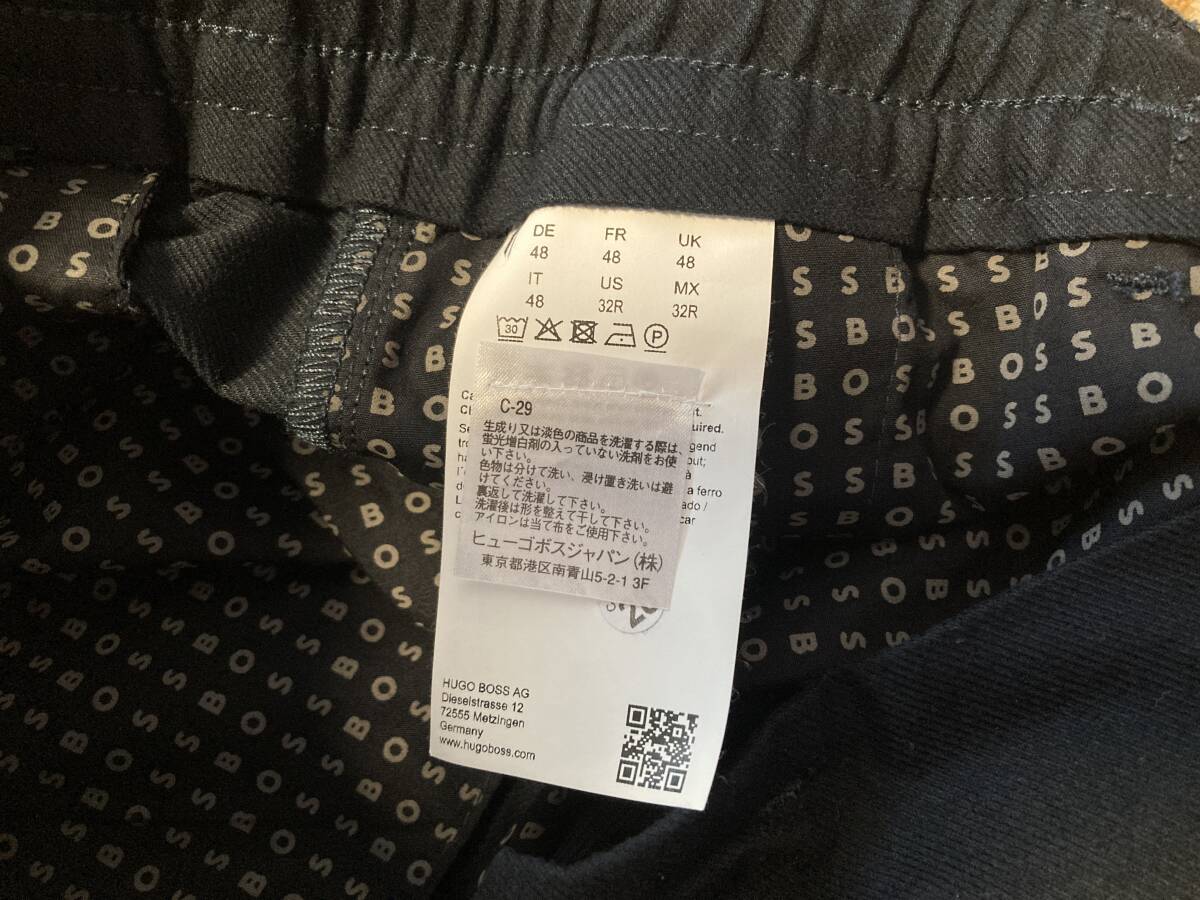 DE FR UK
48 48 48
IT US MX
48 32R 32R
30 P
C-29
生成り又は淡色の商品を洗濯する際は、
蛍光増白剤の入っていない洗剤をお使
い下さい。
色物は分けて洗い、浸け置き洗いは避
けてください。
裏返して洗濯して下さい。
洗濯後は形を整えて干して下さい。
アイロンは当て布をご使用下さい。
ヒューゴボスジャパン(株)
東京都港区南青山5-2-1 3F
HUGO BOSS AG
Dieselstrasse 12
72555 Metzingen
Germany
www.hugoboss.com
BOSS